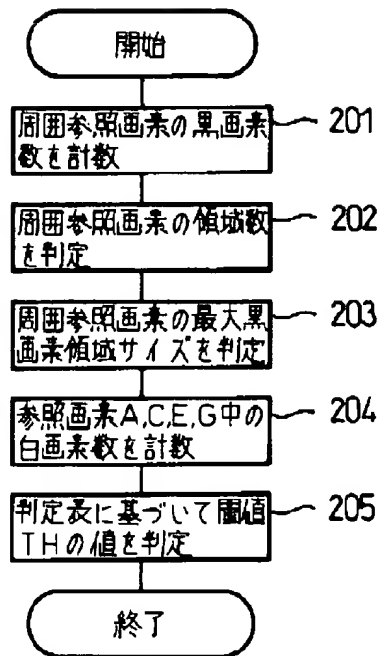 開始
周囲参照画素の黒画素
数を計数
201
周囲参照画素の領域数
を判定
202
周囲参照画素の最大黒
画素領域サイズを判定
203
参照画素A,C,E,G中の
白画素数を計数
204
判定表に基づいて閾値
THの値を判定
205
終了